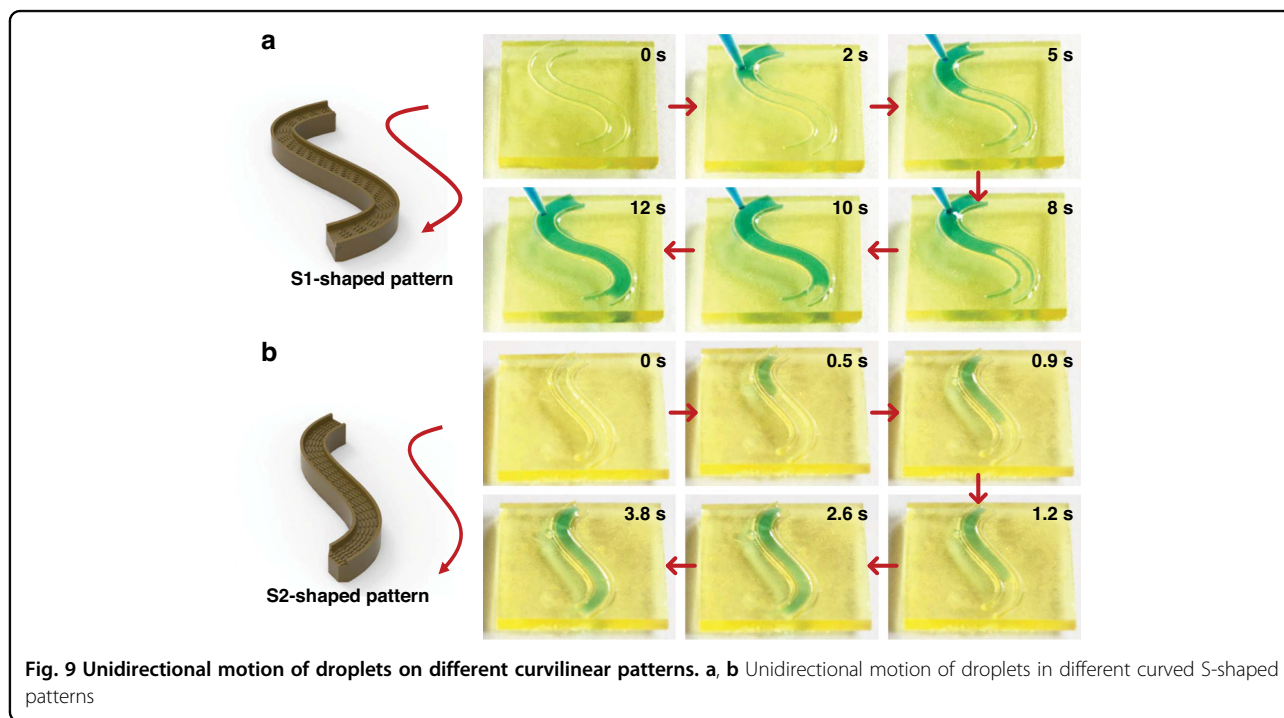 a
0 s
2 s
5 s
12 s
10 s
8 s
S1-shaped pattern
b
0 s
0.5 s
0.9 s
3.8 s
2.6 s
1.2 s
S2-shaped pattern
Fig. 9 Unidirectional motion of droplets on different curvilinear patterns. a, b Unidirectional motion of droplets in different curved S-shaped
patterns